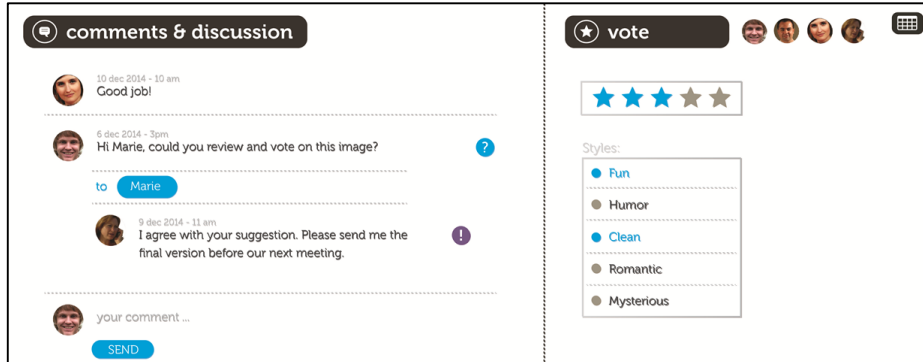 comments & discussion
10 dec 2014 - 10 am
Good job!
6 dec 2014 - 3pm
Hi Marie, could you review and vote on this image?
?
to Marie
9 dec 2014 - 11 am
I agree with your suggestion. Please send me the
!
final version before our next meeting.
your comment ...
SEND
vote
Styles:
Fun
Humor
Clean
Romantic
Mysterious